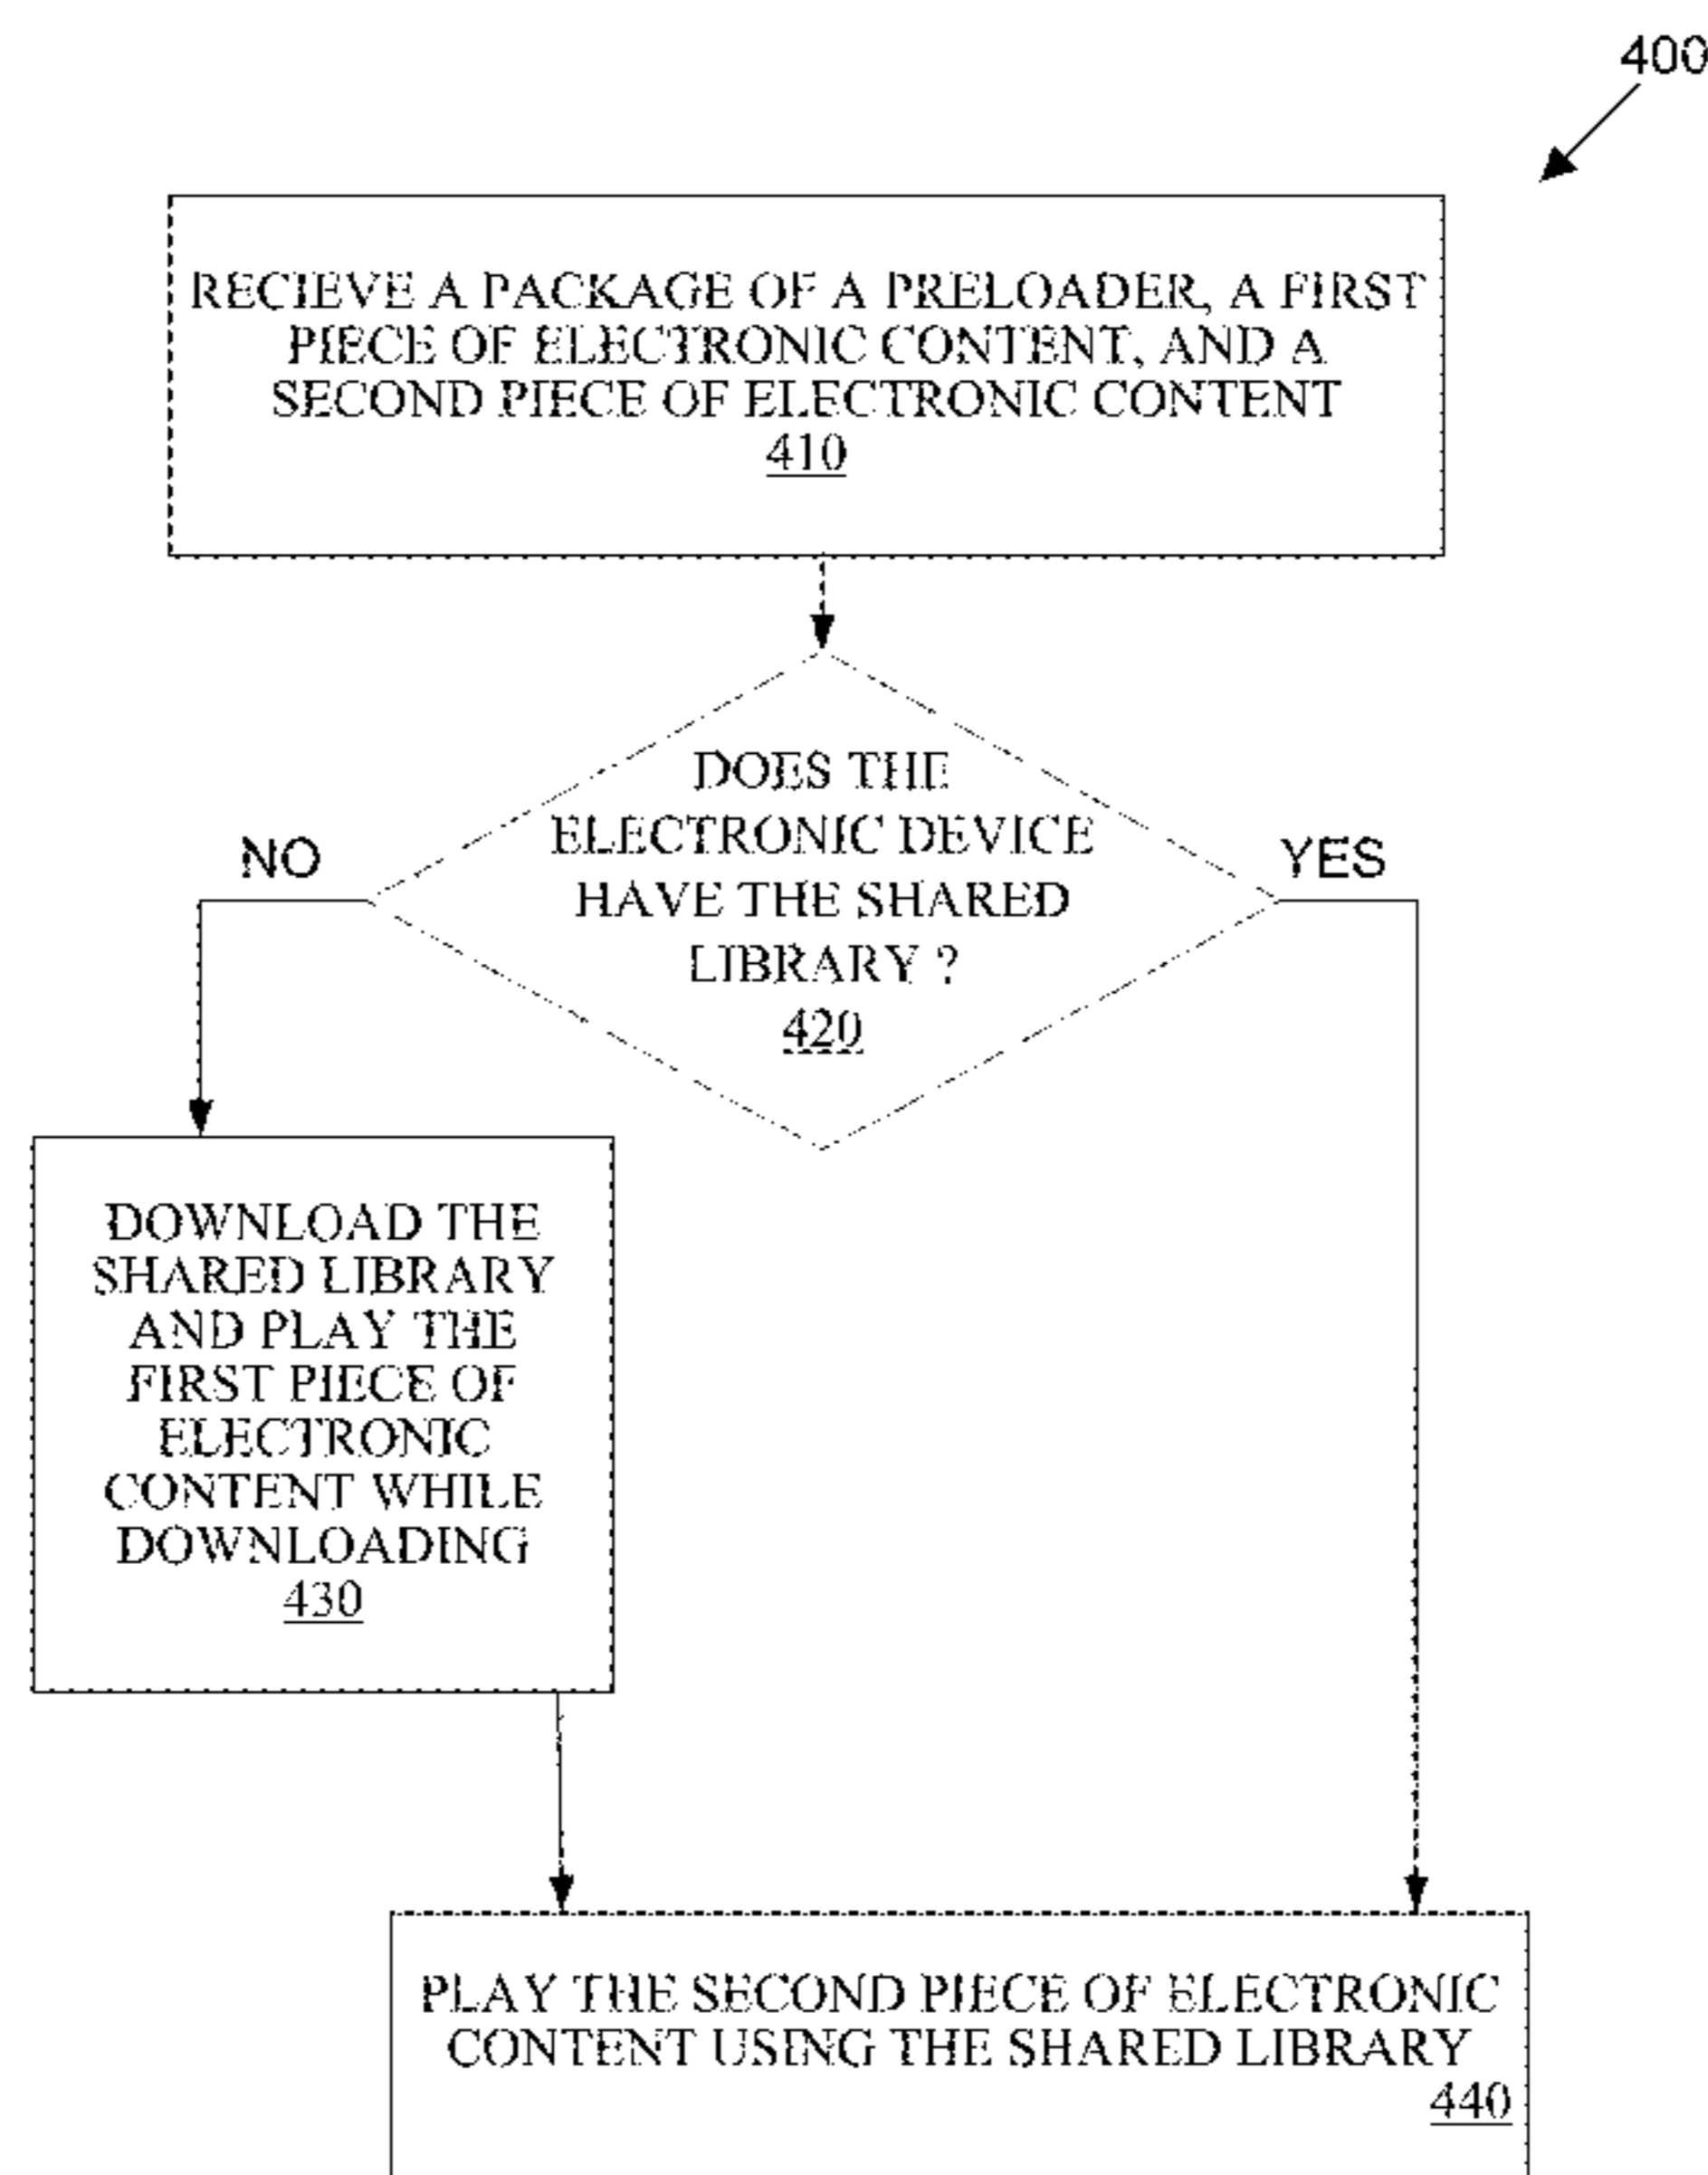 400
RECIEVE A PACKAGE OF A PRELOADER, A FIRST
PIECE OF ELECTRONIC CONTENT, AND A
SECOND PIECE OF ELECTRONIC CONTENT
410
DOES THE
ELECTRONIC DEVICE
HAVE THE SHARED
LIBRARY ?
420
NO
YES
DOWNLOAD THE
SHARED LIBRARY
AND PLAY THE
FIRST PIECE OF
ELECTRONIC
CONTENT WHILE
DOWNLOADING
430
PLAY THE SECOND PIECE OF ELECTRONIC
CONTENT USING THE SHARED LIBRARY
440